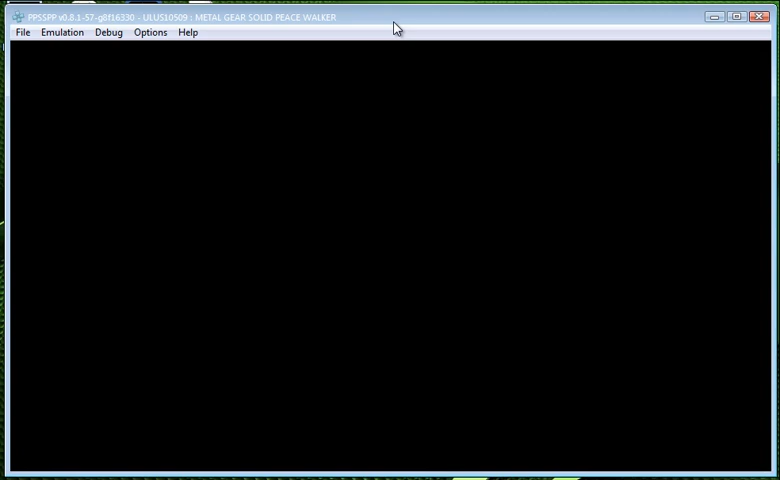 PPSSPP v0.8.1-57-g8f16330 - ULUS10509 : METAL GEAR SOLID PEACE WALKER
File Emulation Debug Options Help